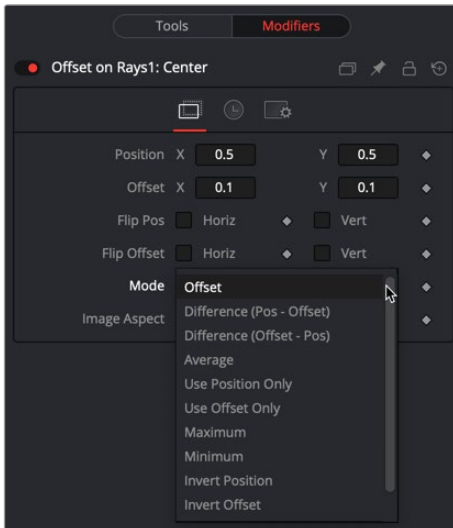 Tools Modifiers
Offset on Rays1: Center
Position X 0.5 Y 0.5
Offset X 0.1 Y 0.1
Flip Pos Horiz Vert
Flip Offset Horiz Vert
Mode Offset
Image Aspect
Difference (Pos - Offset)
Difference (Offset - Pos)
Average
Use Position Only
Use Offset Only
Maximum
Minimum
Invert Position
Invert Offset